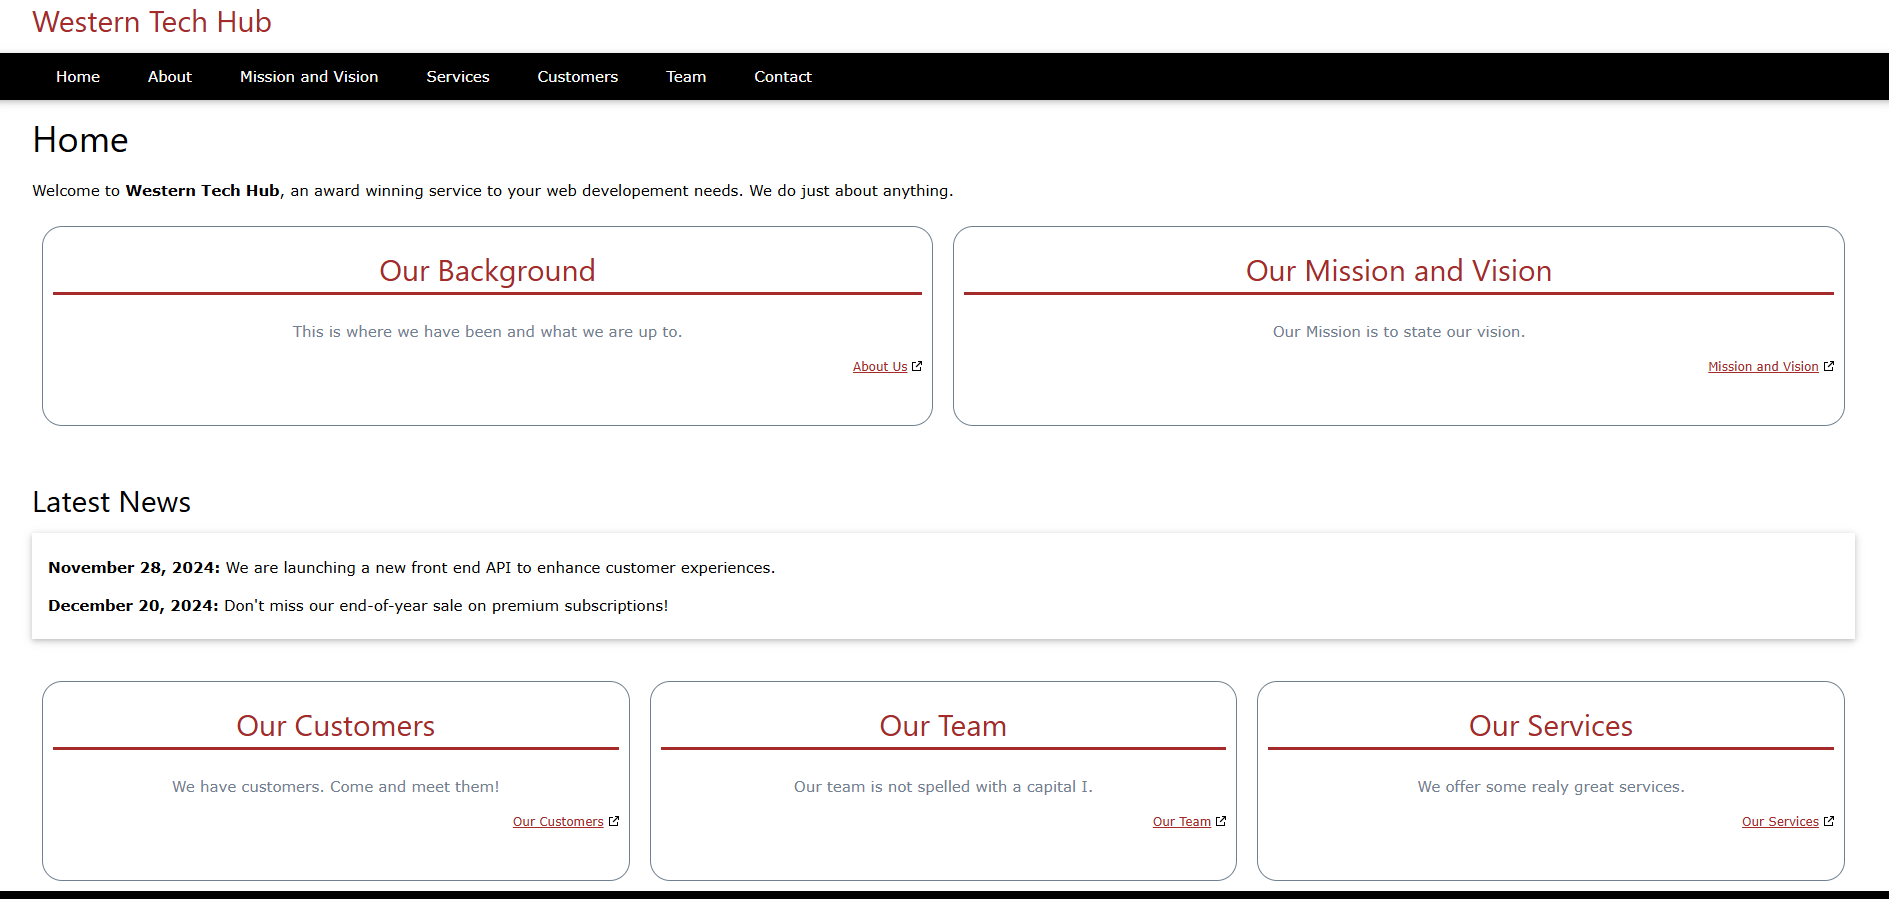 Western Tech Hub
Home About Mission and Vision Services Customers Team Contact
Home
Welcome to Western Tech Hub, an award winning service to your web developement needs. We do just about anything.
Our Background
This is where we have been and what we are up to.
About Us
Our Mission and Vision
Our Mission is to state our vision.
Mission and Vision
Latest News
November 28, 2024: We are launching a new front end API to enhance customer experiences.
December 20, 2024: Don't miss our end-of-year sale on premium subscriptions!
Our Customers
We have customers. Come and meet them!
Our Customers
Our Team
Our team is not spelled with a capital I.
Our Team
Our Services
We offer some realy great services.
Our Services